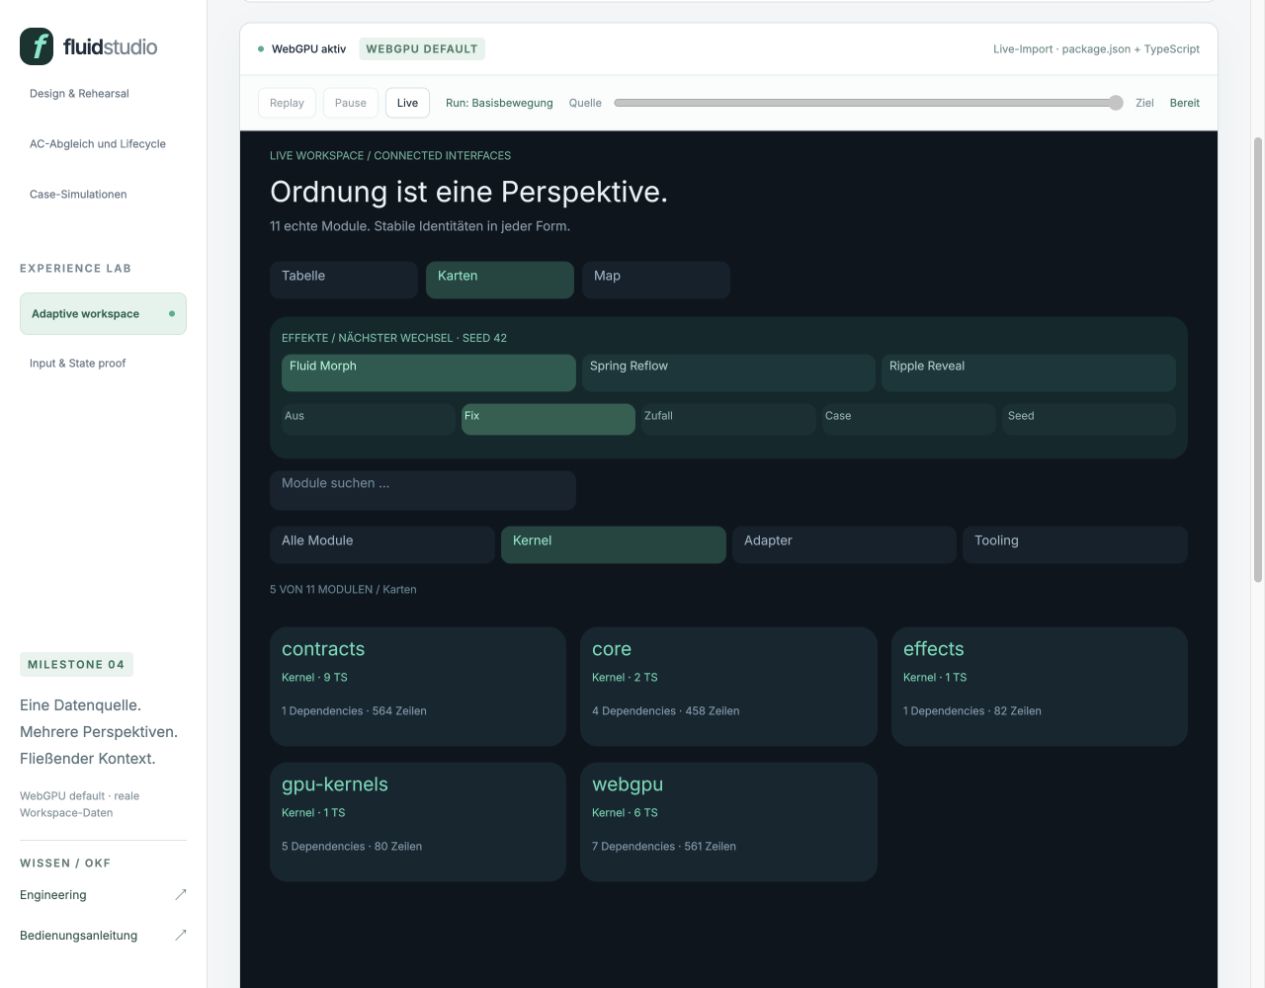 fluidstudio
Design & Rehearsal
AC-Abgleich und Lifecycle
Case-Simulationen
EXPERIENCE LAB
Adaptive workspace
Input & State proof
MILESTONE 04
Eine Datenquelle.
Mehrere Perspektiven.
Fließender Kontext.
WebGPU default · reale
Workspace-Daten
WISSEN / OKF
Engineering
Bedienungsanleitung
WebGPU aktiv WEBGPU DEFAULT Live-Import · package.json + TypeScript
Replay Pause Live Run: Basisbewegung Quelle Ziel Bereit
LIVE WORKSPACE / CONNECTED INTERFACES
Ordnung ist eine Perspektive.
11 echte Module. Stabile Identitäten in jeder Form.
Tabelle Karten Map
EFFEKTE / NÄCHSTER WECHSEL · SEED 42
Fluid Morph Spring Reflow Ripple Reveal
Aus Fix Zufall Case Seed
Module suchen ...
Alle Module Kernel Adapter Tooling
5 VON 11 MODULEN / Karten
contracts
Kernel · 9 TS
1 Dependencies · 564 Zeilen
core
Kernel · 2 TS
4 Dependencies · 458 Zeilen
effects
Kernel · 1 TS
1 Dependencies · 82 Zeilen
gpu-kernels
Kernel · 1 TS
5 Dependencies · 80 Zeilen
webgpu
Kernel · 6 TS
7 Dependencies · 561 Zeilen